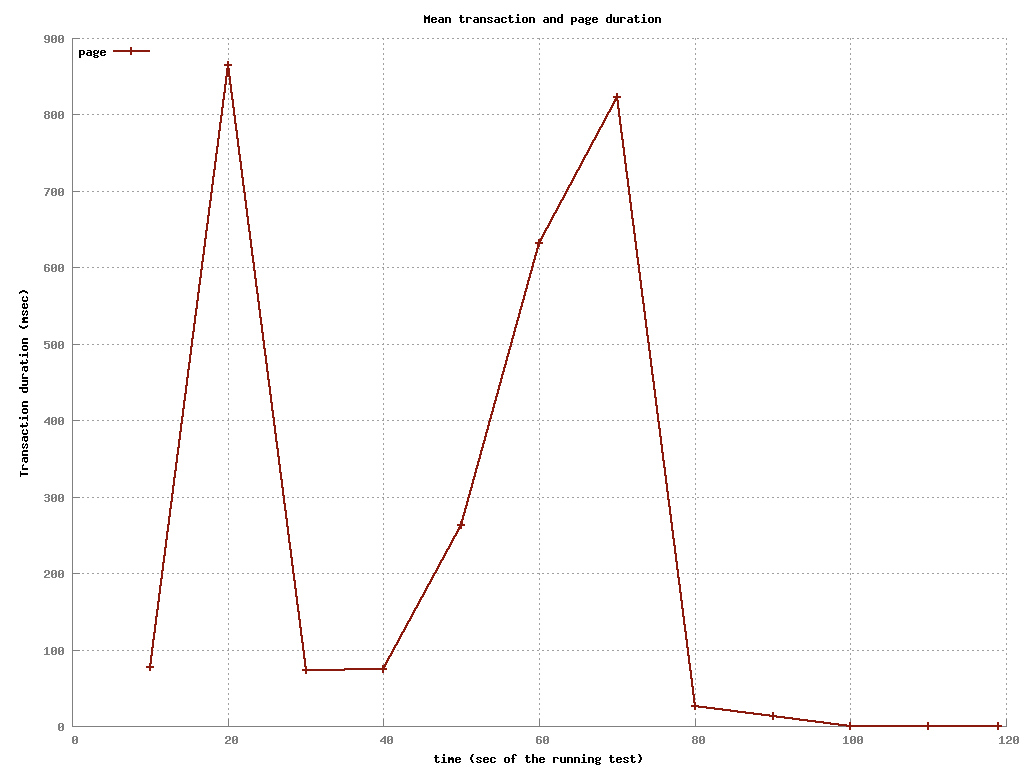 Mean transaction and page duration
900
page
800
700
600
500
400
300
200
100
0
Transaction duration (msec)
0 20 40 60 80 100 120
time (sec of the running test)